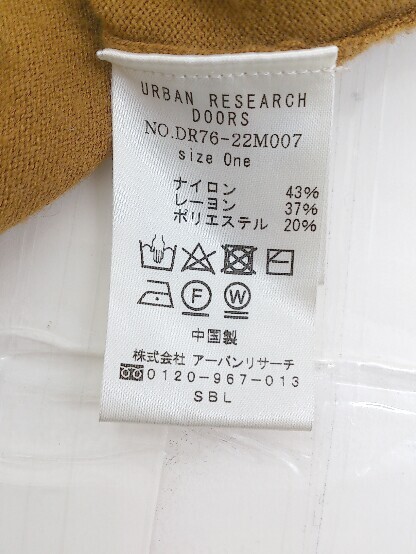 URBAN RESEARCH
DOORS
NO.DR76-22M007
size One
ナイロン 43%
レーヨン 37%
ポリエステル 20%
F W
中国製
株式会社 アーバンリサーチ
0120-967-013
SBL